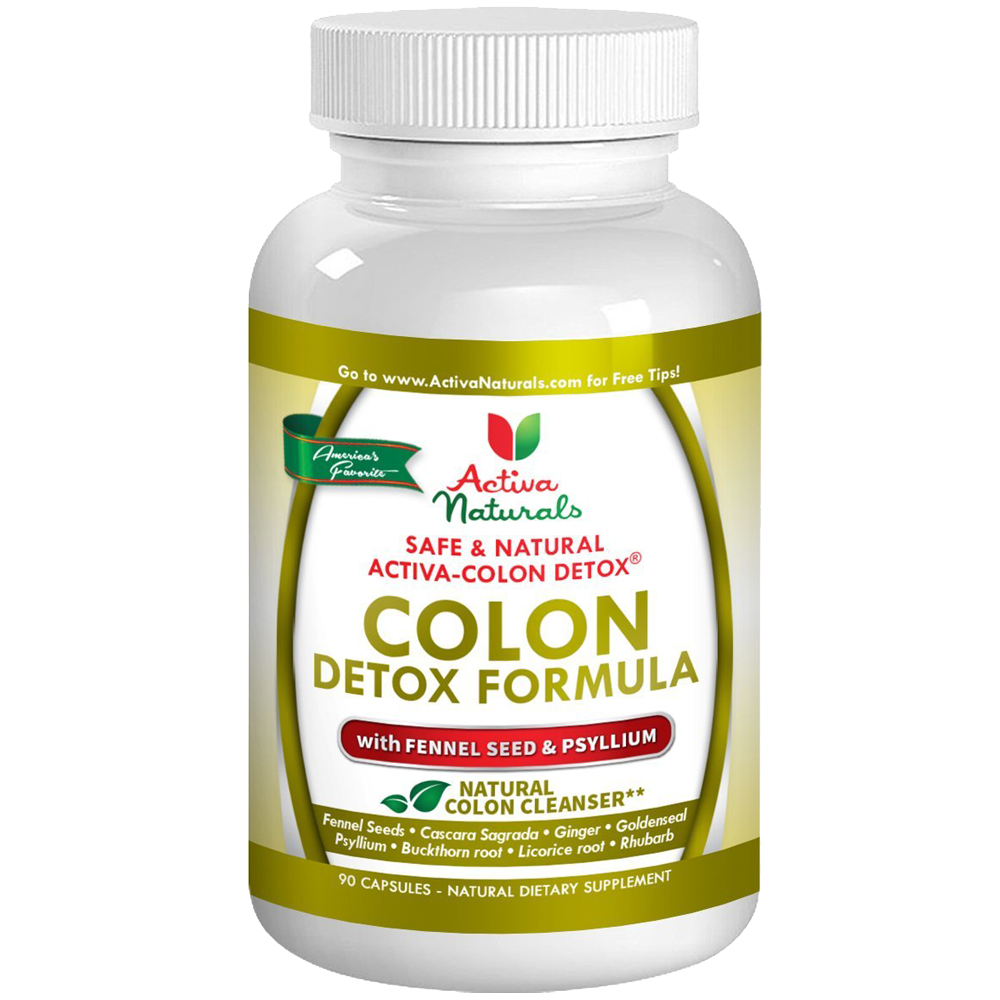 Go to www.ActivaNaturals.com for Free Tips!
America's
Favorite
Activa
Naturals
SAFE & NATURAL
ACTIVA-COLON DETOX®
COLON
DETOX FORMULA
with FENNEL SEED & PSYLLIUM
NATURAL
COLON CLEANSER**
Fennel Seeds • Cascara Sagrada • Ginger • Goldenseal
Psyllium • Buckthorn root • Licorice root • Rhubarb
90 CAPSULES - NATURAL DIETARY SUPPLEMENT